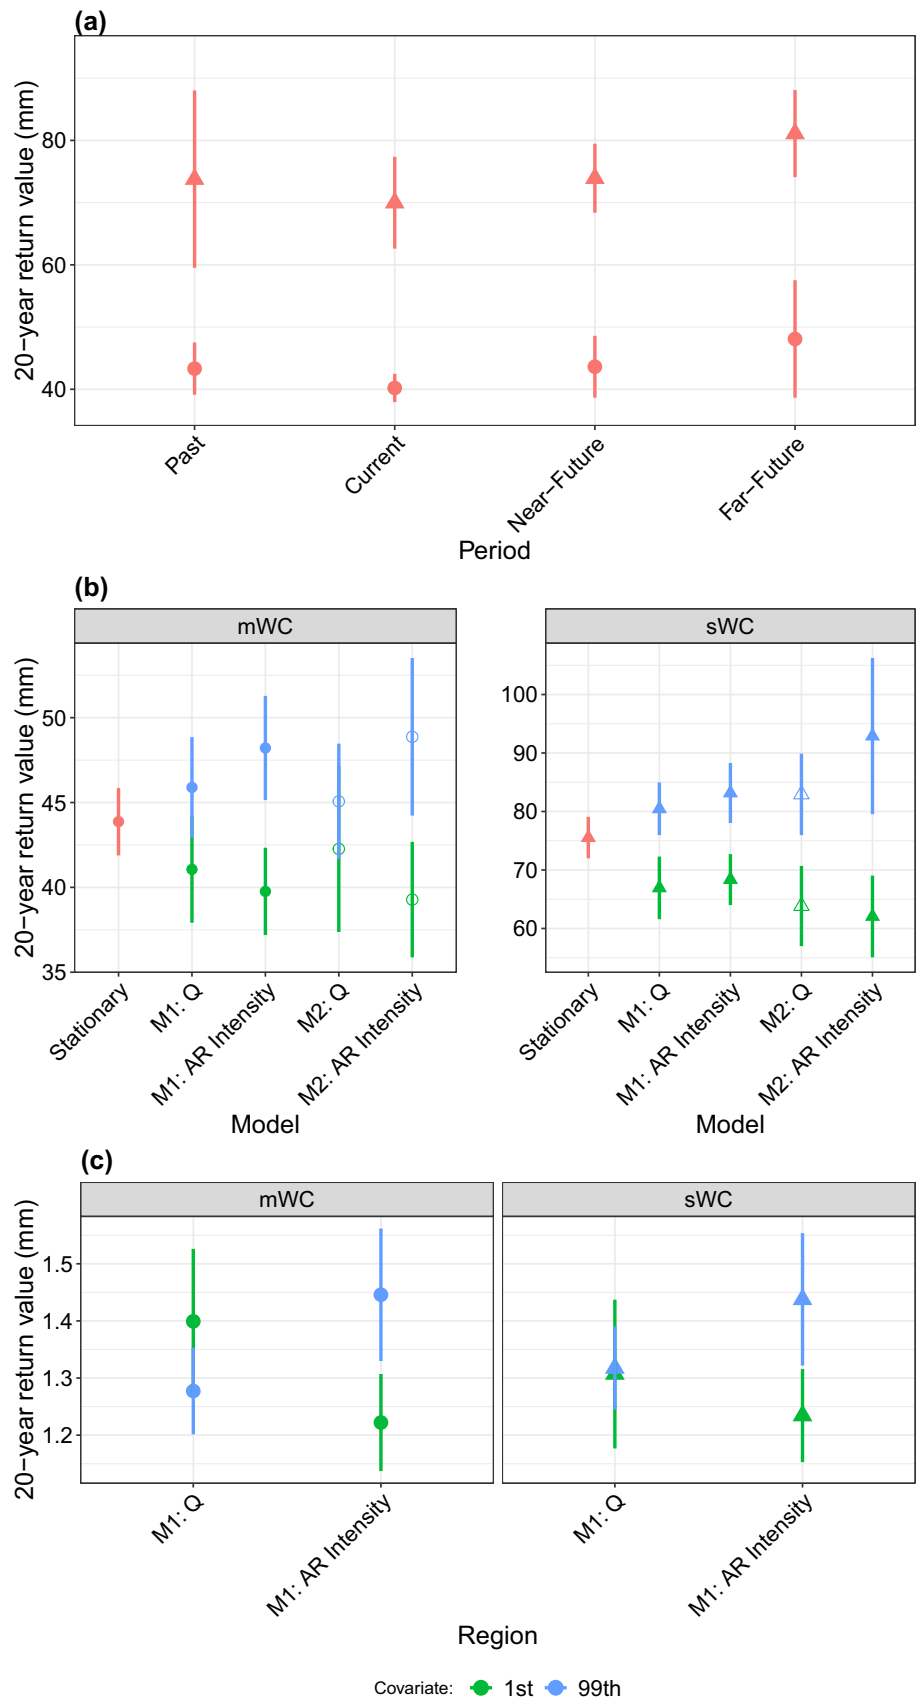 (a)
20−year return value (mm)
80
60
40
Past
Current
Near−Future
Far−Future
Period
(b)
mWC
sWC
20−year return value (mm)
50
45
40
35
100
90
80
70
60
Stationary
M1: Q
M1: AR Intensity
M2: Q
M2: AR Intensity
Stationary
M1: Q
M1: AR Intensity
M2: Q
M2: AR Intensity
Model
Model
(c)
mWC
sWC
20−year return value (mm)
1.5
1.4
1.3
1.2
M1: Q
M1: AR Intensity
M1: Q
M1: AR Intensity
Region
Covariate: 1st 99th